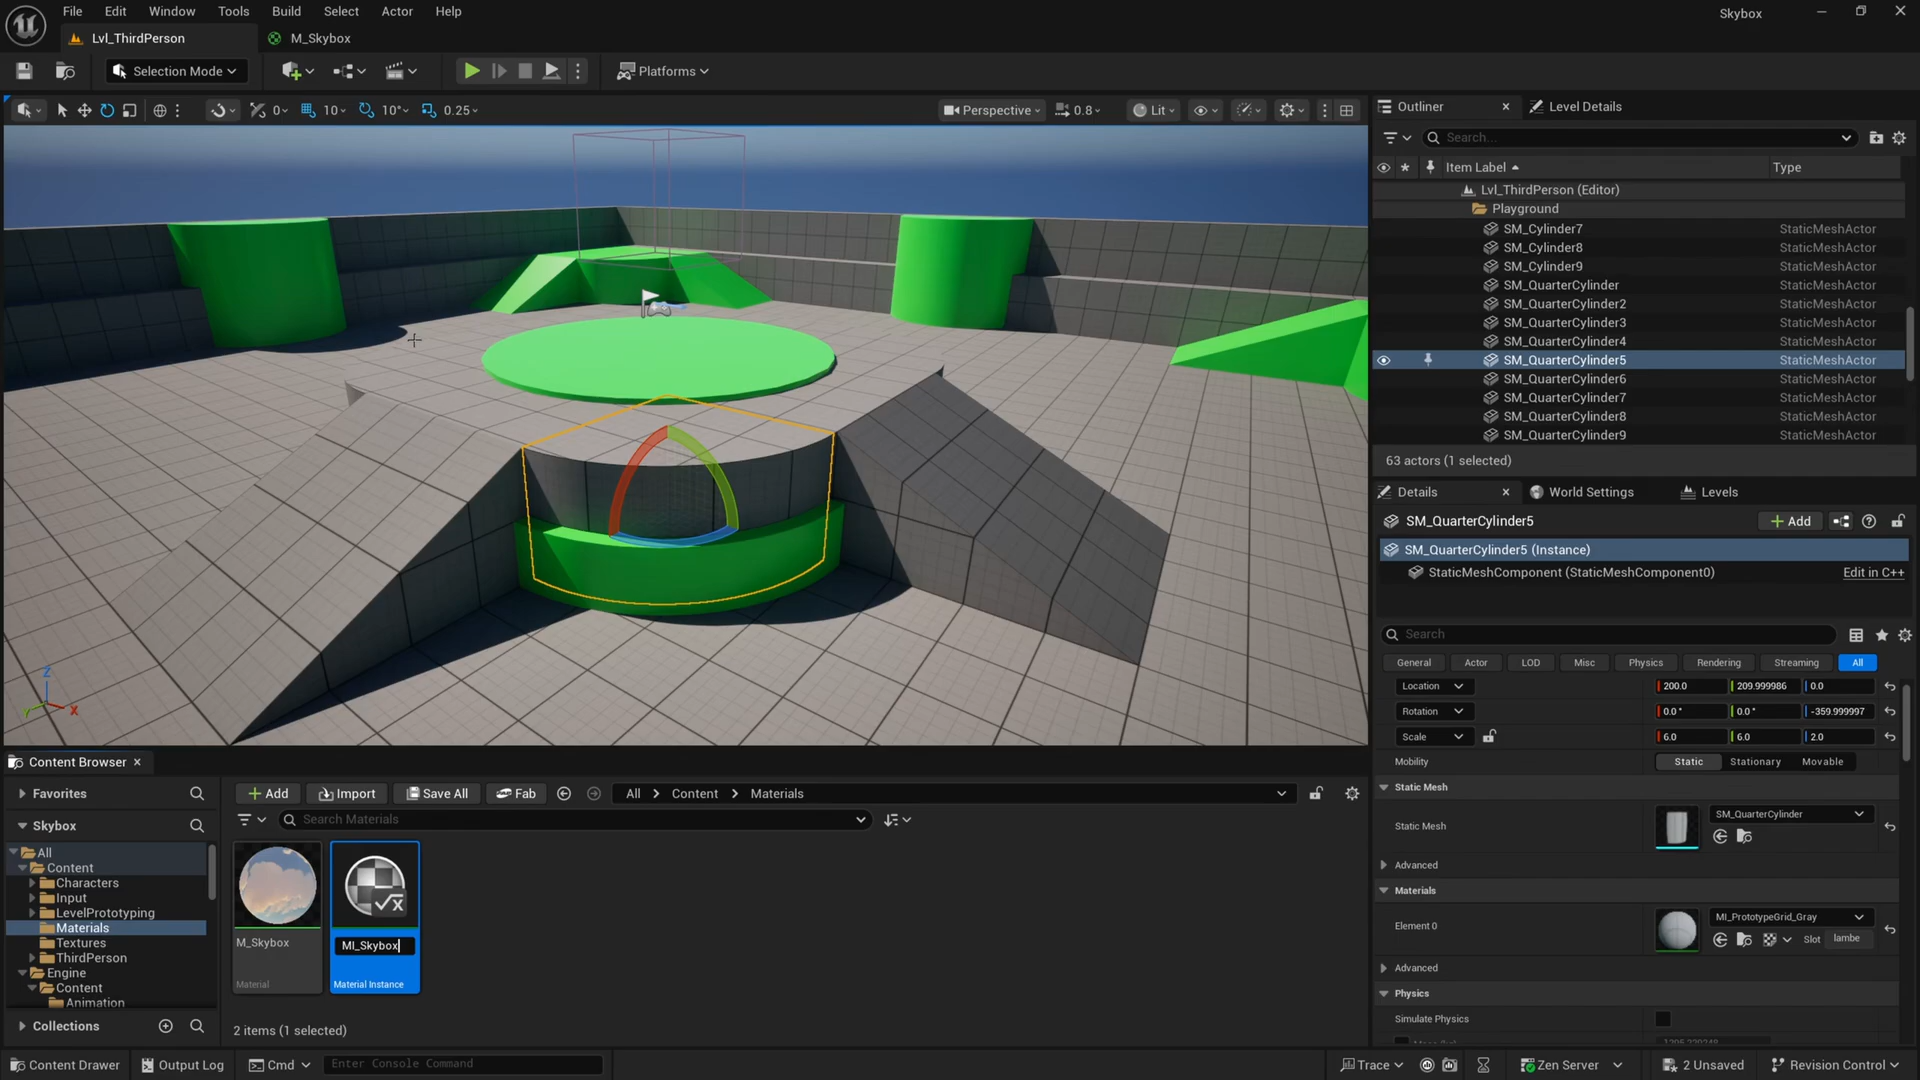 File Edit Window Tools Build Select Actor Help
Skybox
Lvl_ThirdPerson
M_Skybox
Selection Mode
Platforms
0
10
10°
0.25
Perspective
0.8
Lit
Z
Y
X
Outliner
Level Details
Search...
Item Label
Type
Lvl_ThirdPerson (Editor)
Playground
SM_Cylinder7 StaticMeshActor
SM_Cylinder8 StaticMeshActor
SM_Cylinder9 StaticMeshActor
SM_QuarterCylinder StaticMeshActor
SM_QuarterCylinder2 StaticMeshActor
SM_QuarterCylinder3 StaticMeshActor
SM_QuarterCylinder4 StaticMeshActor
SM_QuarterCylinder5 StaticMeshActor
SM_QuarterCylinder6 StaticMeshActor
SM_QuarterCylinder7 StaticMeshActor
SM_QuarterCylinder8 StaticMeshActor
SM_QuarterCylinder9 StaticMeshActor
63 actors (1 selected)
Details
World Settings
Levels
SM_QuarterCylinder5
Add
SM_QuarterCylinder5 (Instance)
StaticMeshComponent (StaticMeshComponent0)
Edit in C++
Search
General Actor LOD Misc Physics Rendering Streaming All
Location 200.0 209.999986 0.0
Rotation 0.0° 0.0° -359.999997
Scale 6.0 6.0 2.0
Mobility Static Stationary Movable
Static Mesh
Static Mesh
SM_QuarterCylinder
Advanced
Materials
Element 0
MI_PrototypeGrid_Gray
Slot lambe
Advanced
Physics
Simulate Physics
Content Browser
Favorites
Add
Import
Save All
Fab
All > Content > Materials
Skybox
Search Materials
All
Content
Characters
Input
LevelPrototyping
Materials
Textures
ThirdPerson
Engine
Content
Animation
Collections
M_Skybox
Material
MI_Skybox
Material Instance
2 items (1 selected)
Content Drawer
Output Log
Cmd
Enter Console Command
Trace
Zen Server
2 Unsaved
Revision Control